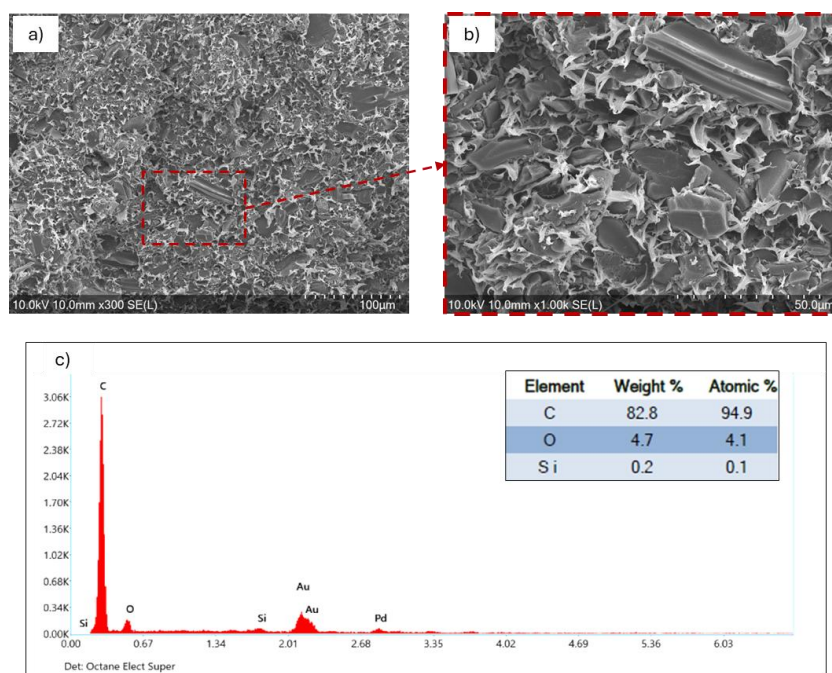 a)
b)
10.0kV 10.0mm x300 SE(L) 100µm
10.0kV 10.0mm x1.00k SE(L) 50.0µm
c)
C
Element Weight % Atomic %
C 82.8 94.9
O 4.7 4.1
S i 0.2 0.1
3.06K
2.72K
2.38K
2.04K
1.70K
1.36K
1.02K
0.68K
0.34K
0.00K
Si
O
Si
Au
Au
Pd
0.00 0.67 1.34 2.01 2.68 3.35 4.02 4.69 5.36 6.03
Det: Octane Elect Super